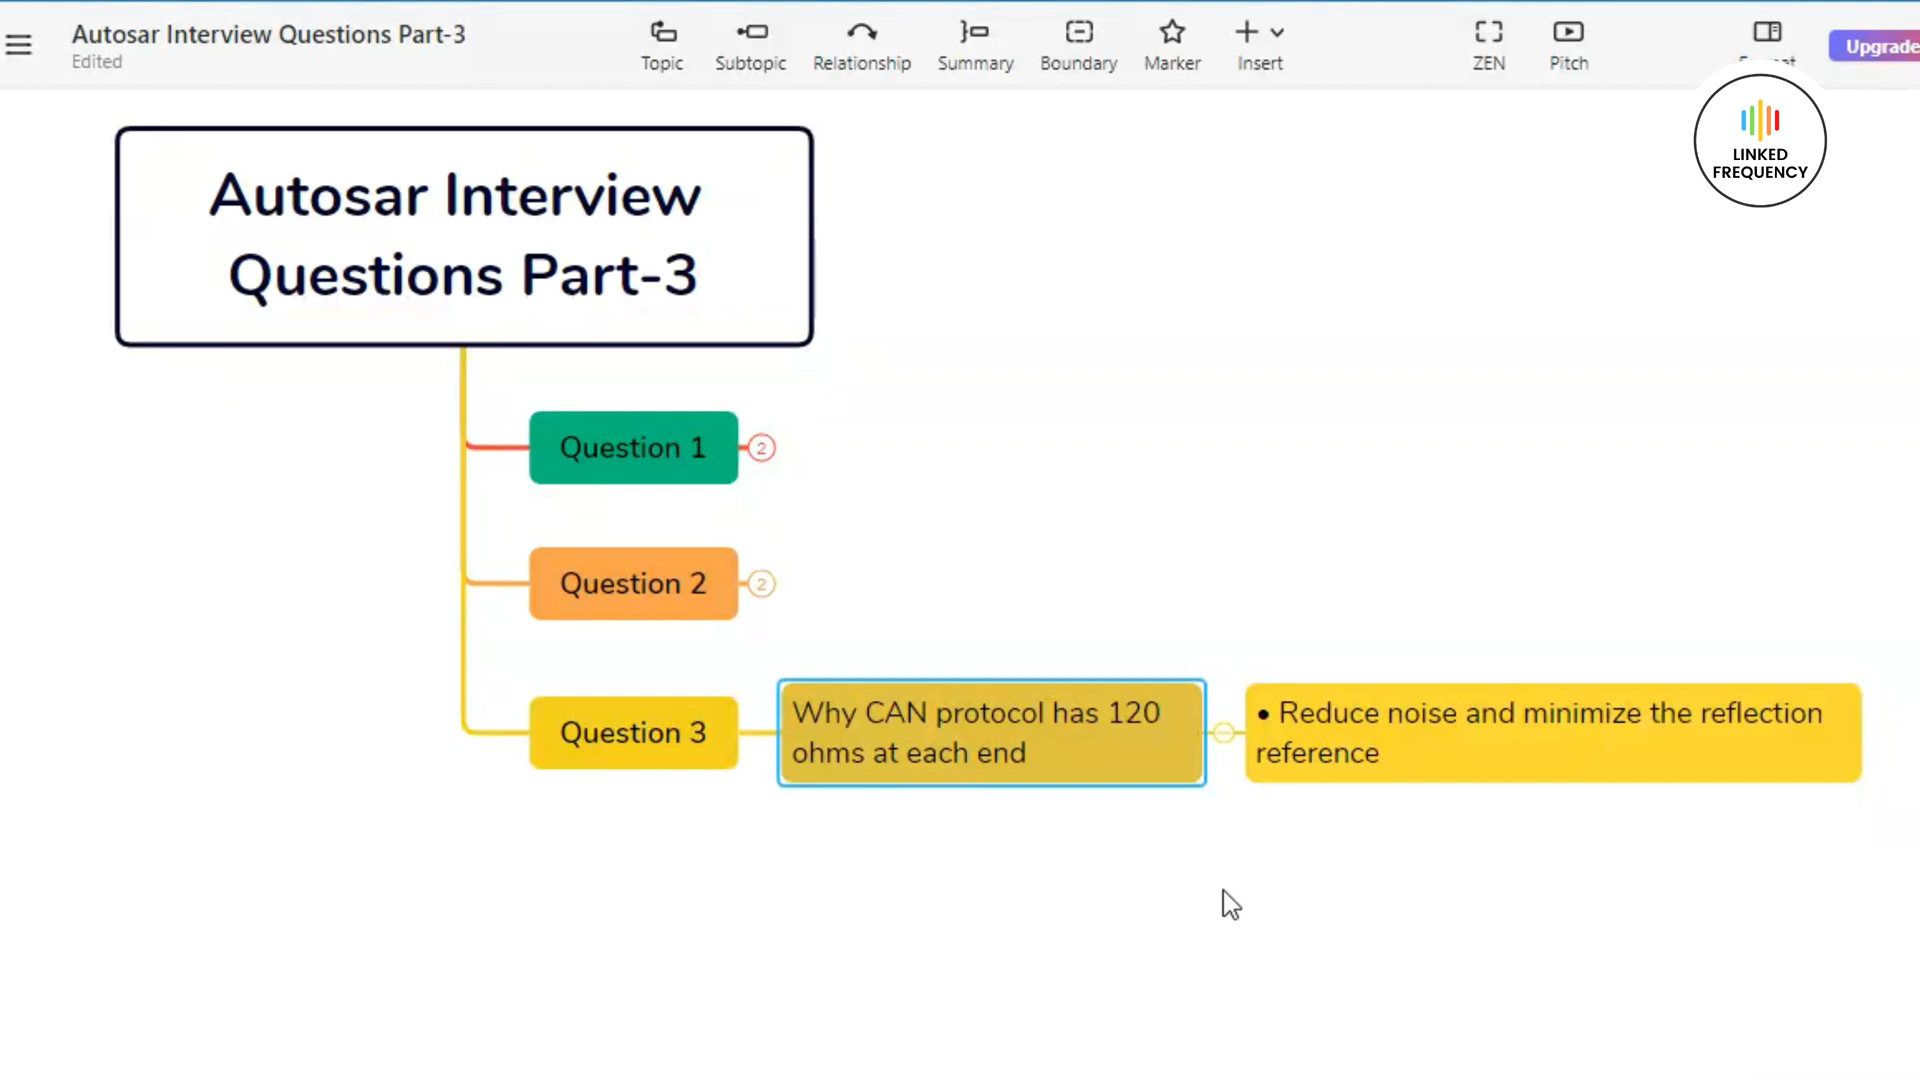 Autosar Interview Questions Part-3
Edited
Topic
Subtopic
Relationship
Summary
Boundary
Marker
Insert
ZEN
Pitch
Upgrade
LINKED
FREQUENCY
Autosar Interview
Questions Part-3
Question 1
2
Question 2
2
Question 3
Why CAN protocol has 120
ohms at each end
• Reduce noise and minimize the reflection
reference